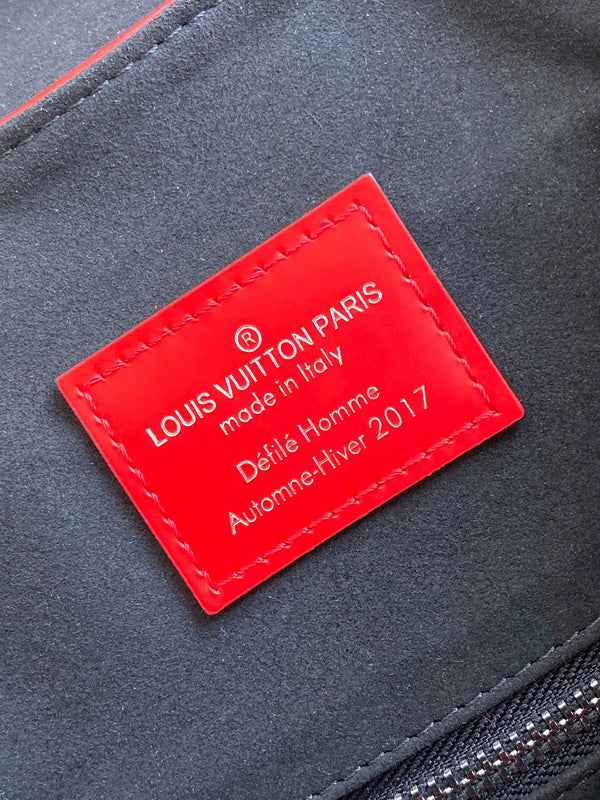 ®
LOUIS VUITTON PARIS
made in Italy
Défilé Homme
Automne-Hiver 2017